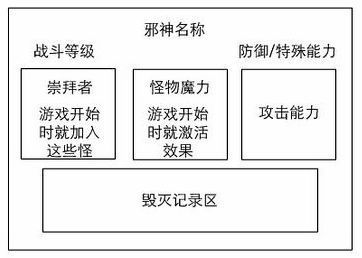 邪神名称
战斗等级
防御/特殊能力
崇拜者
游戏开始
时就加入
这些怪
怪物魔力
游戏开始
时就激活
效果
攻击能力
毁灭记录区